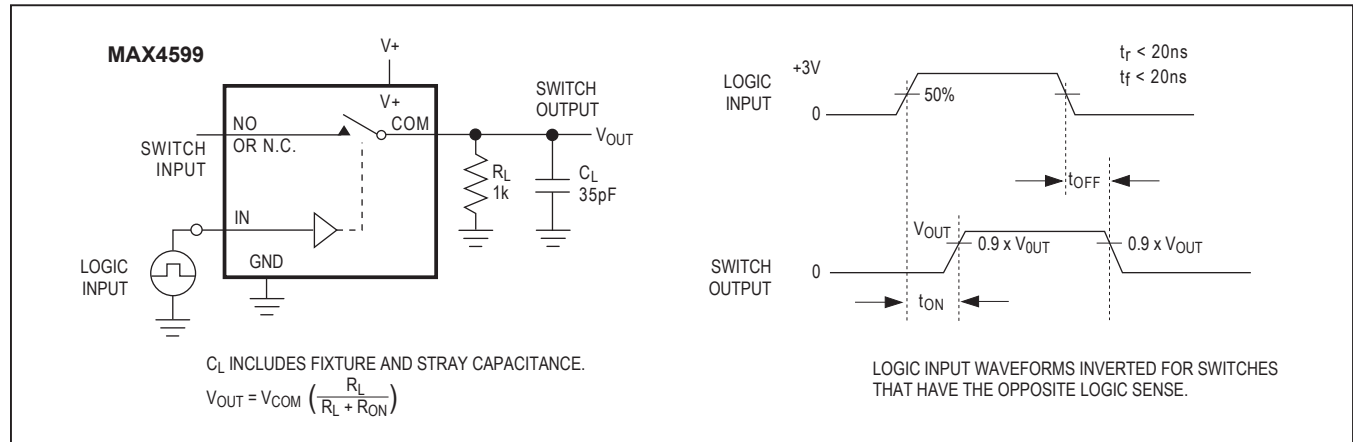 MAX4599
V+
V+
NO
OR N.C.
COM
SWITCH
INPUT
SWITCH
OUTPUT
VOUT
RL
1k
CL
35pF
IN
GND
LOGIC
INPUT
CL INCLUDES FIXTURE AND STRAY CAPACITANCE.
VOUT = VCOM ( RL / RL + RON )
LOGIC
INPUT
+3V
0
50%
tr < 20ns
tf < 20ns
tOFF
VOUT
0.9 x V0UT
0.9 x VOUT
SWITCH
OUTPUT
0
tON
LOGIC INPUT WAVEFORMS INVERTED FOR SWITCHES
THAT HAVE THE OPPOSITE LOGIC SENSE.